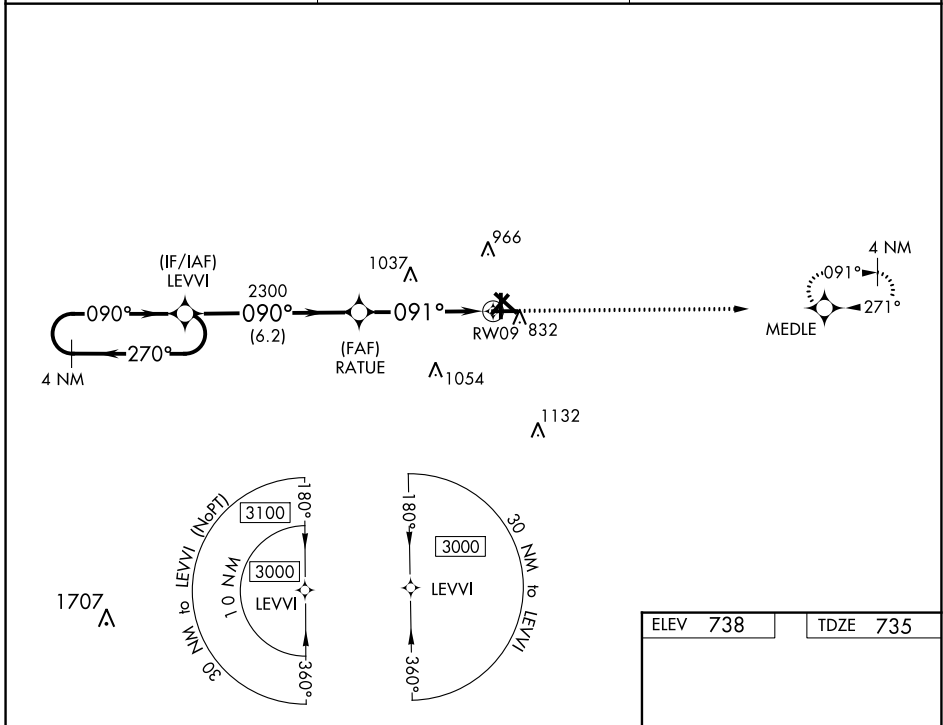 966
4 NM
(IF/IAF)
LEVVI
1037
091°
2300
090°
090°
091°
271°
(6.2)
RW09
832
MEDLE
270°
(FAF)
RATUE
4 NM
1054
1132
30 NM to LEVVI (NoPT)
3100
180°
10 NM
3000
LEVVI
360°
180°
3000
LEVVI
30 NM to LEVVI
360°
1707
ELEV 738
TDZE 735